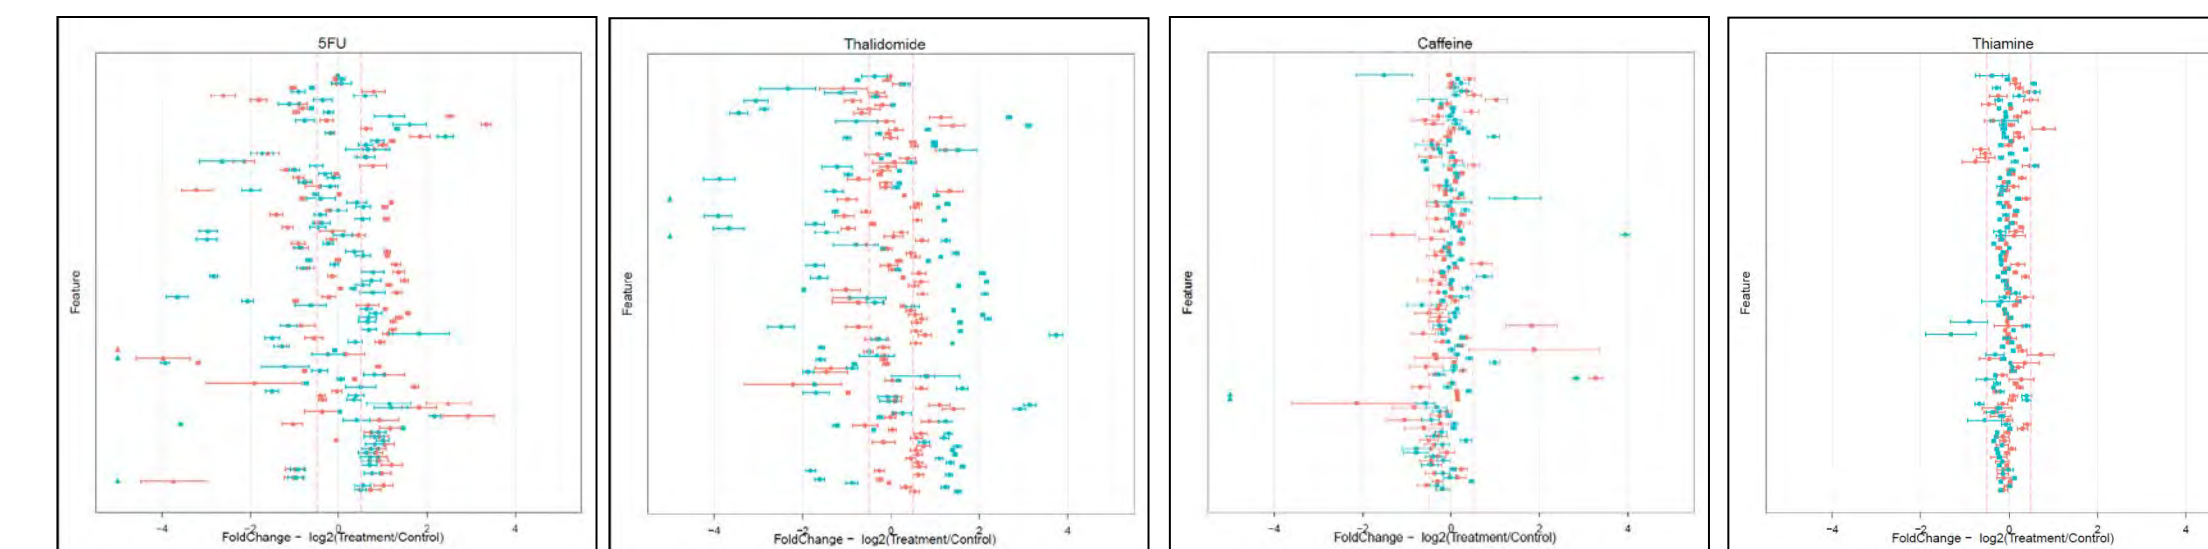 5FU
Feature
−4 −2 0 2 4
FoldChange − log2(Treatment/Control)
Thalidomide
Feature
−4 −2 0 2 4
FoldChange − log2(Treatment/Control)
Caffeine
Feature
−4 −2 0 2 4
FoldChange − log2(Treatment/Control)
Thiamine
Feature
−4 −2 0 2 4
FoldChange − log2(Treatment/Control)